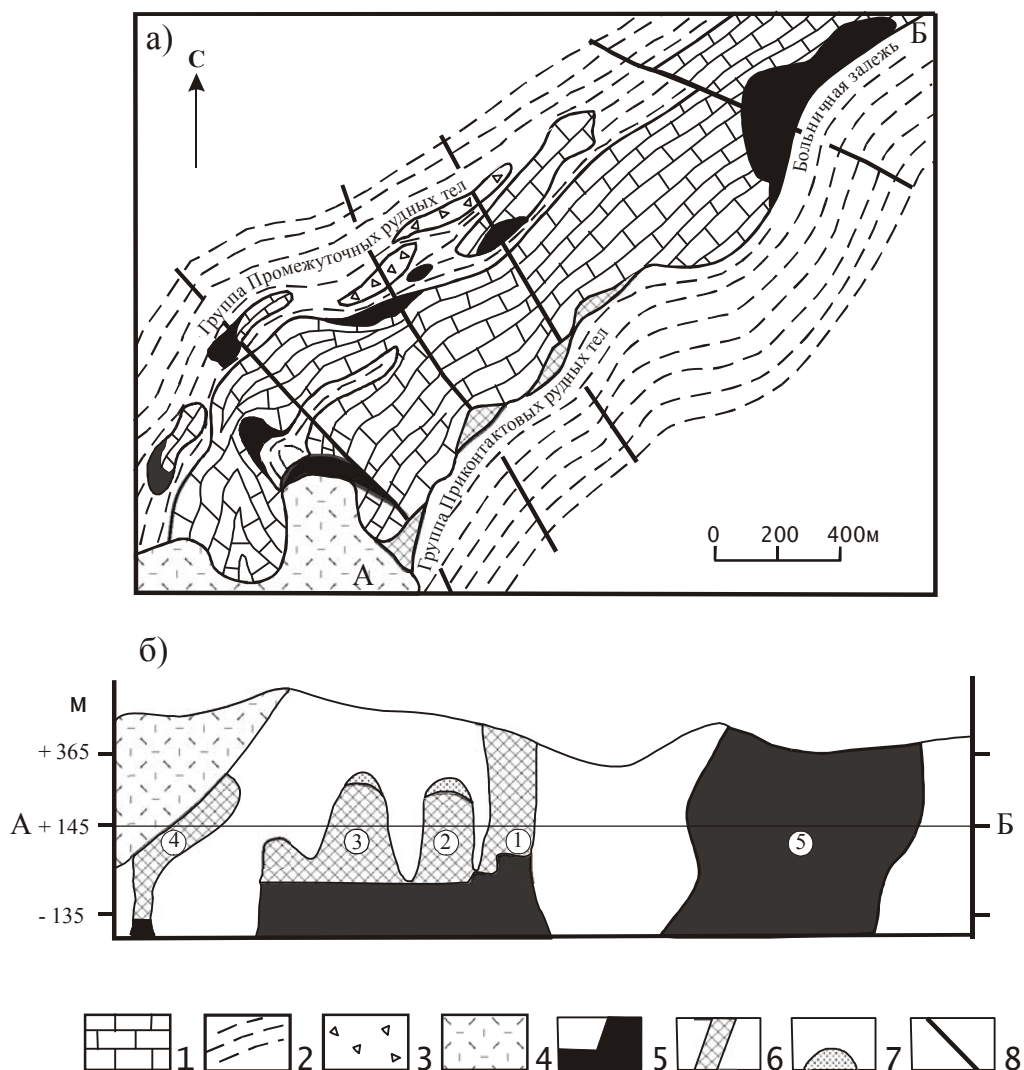 а)
С
Б
Больничная залежь
Группа Промежуточных рудных тел
Группа Приконтактовых рудных тел
0 200 400м
А
б)
м
+ 365
А + 145 Б
- 135
4 3 2 1 5
1 2 3 4 5 6 7 8